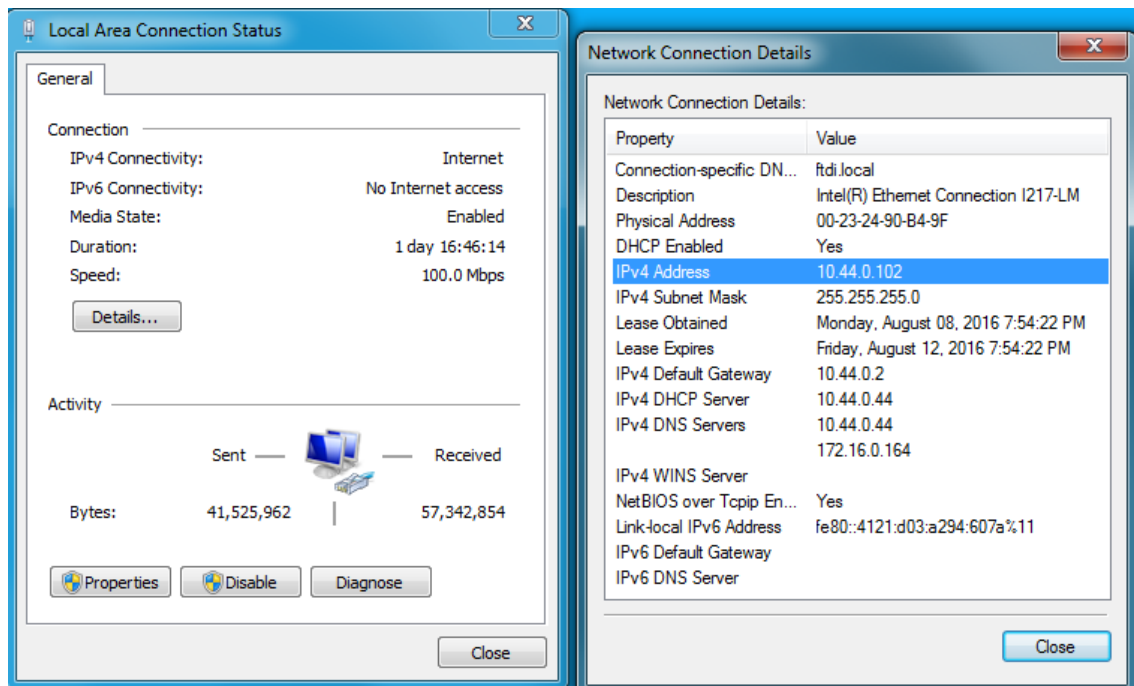 Local Area Connection Status
General
Connection
IPv4 Connectivity: Internet
IPv6 Connectivity: No Internet access
Media State: Enabled
Duration: 1 day 16:46:14
Speed: 100.0 Mbps
Details...
Activity
Sent Received
Bytes: 41,525,962 57,342,854
Properties Disable Diagnose
Close
Network Connection Details
Network Connection Details:
Property Value
Connection-specific DN... ftdi.local
Description Intel(R) Ethernet Connection I217-LM
Physical Address 00-23-24-90-B4-9F
DHCP Enabled Yes
IPv4 Address 10.44.0.102
IPv4 Subnet Mask 255.255.255.0
Lease Obtained Monday, August 08, 2016 7:54:22 PM
Lease Expires Friday, August 12, 2016 7:54:22 PM
IPv4 Default Gateway 10.44.0.2
IPv4 DHCP Server 10.44.0.44
IPv4 DNS Servers 10.44.0.44
172.16.0.164
IPv4 WINS Server
NetBIOS over Tcpip En... Yes
Link-local IPv6 Address fe80::4121:d03:a294:607a%11
IPv6 Default Gateway
IPv6 DNS Server
Close